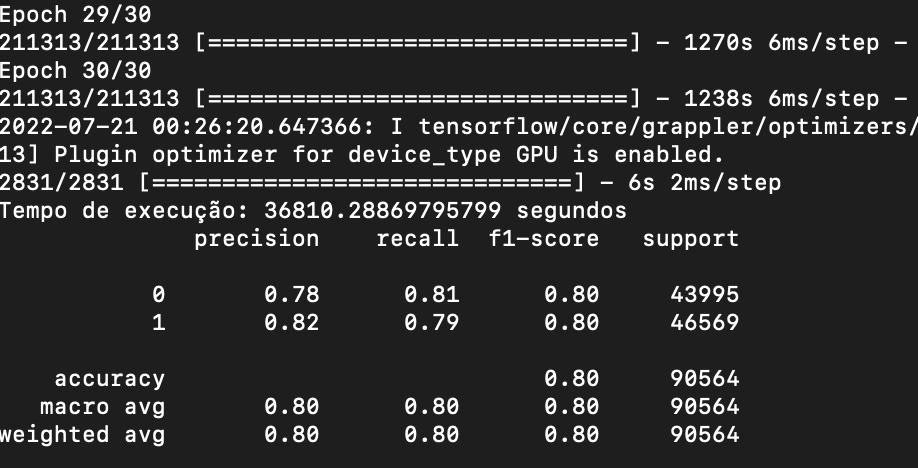 Epoch 29/30
211313/211313 [==============================] - 1270s 6ms/step -
Epoch 30/30
211313/211313 [==============================] - 1238s 6ms/step -
2022-07-21 00:26:20.647366: I tensorflow/core/grappler/optimizers/
13] Plugin optimizer for device_type GPU is enabled.
2831/2831 [==============================] - 6s 2ms/step
Tempo de execução: 36810.28869795799 segundos
precision recall f1-score support
0 0.78 0.81 0.80 43995
1 0.82 0.79 0.80 46569
accuracy 0.80 90564
macro avg 0.80 0.80 0.80 90564
weighted avg 0.80 0.80 0.80 90564